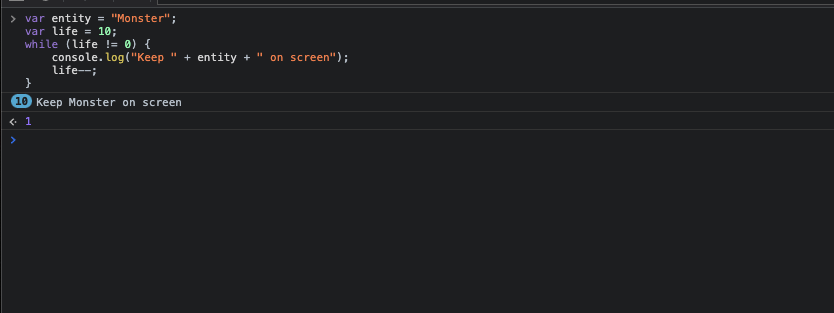 var entity = "Monster";
var life = 10;
while (life != 0) {
    console.log("Keep " + entity + " on screen");
    life--;
}
10 Keep Monster on screen
1